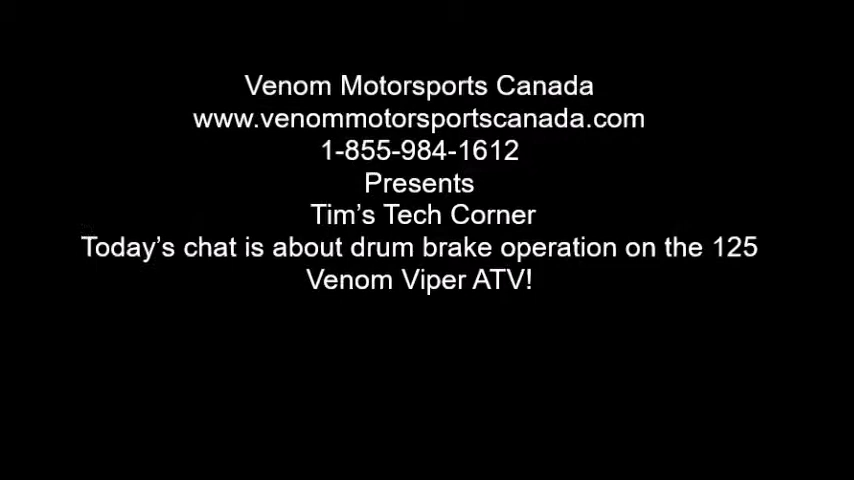 Venom Motorsports Canada
www.venommotorsportscanada.com
1-855-984-1612
Presents
Tim’s Tech Corner
Today’s chat is about drum brake operation on the 125
Venom Viper ATV!